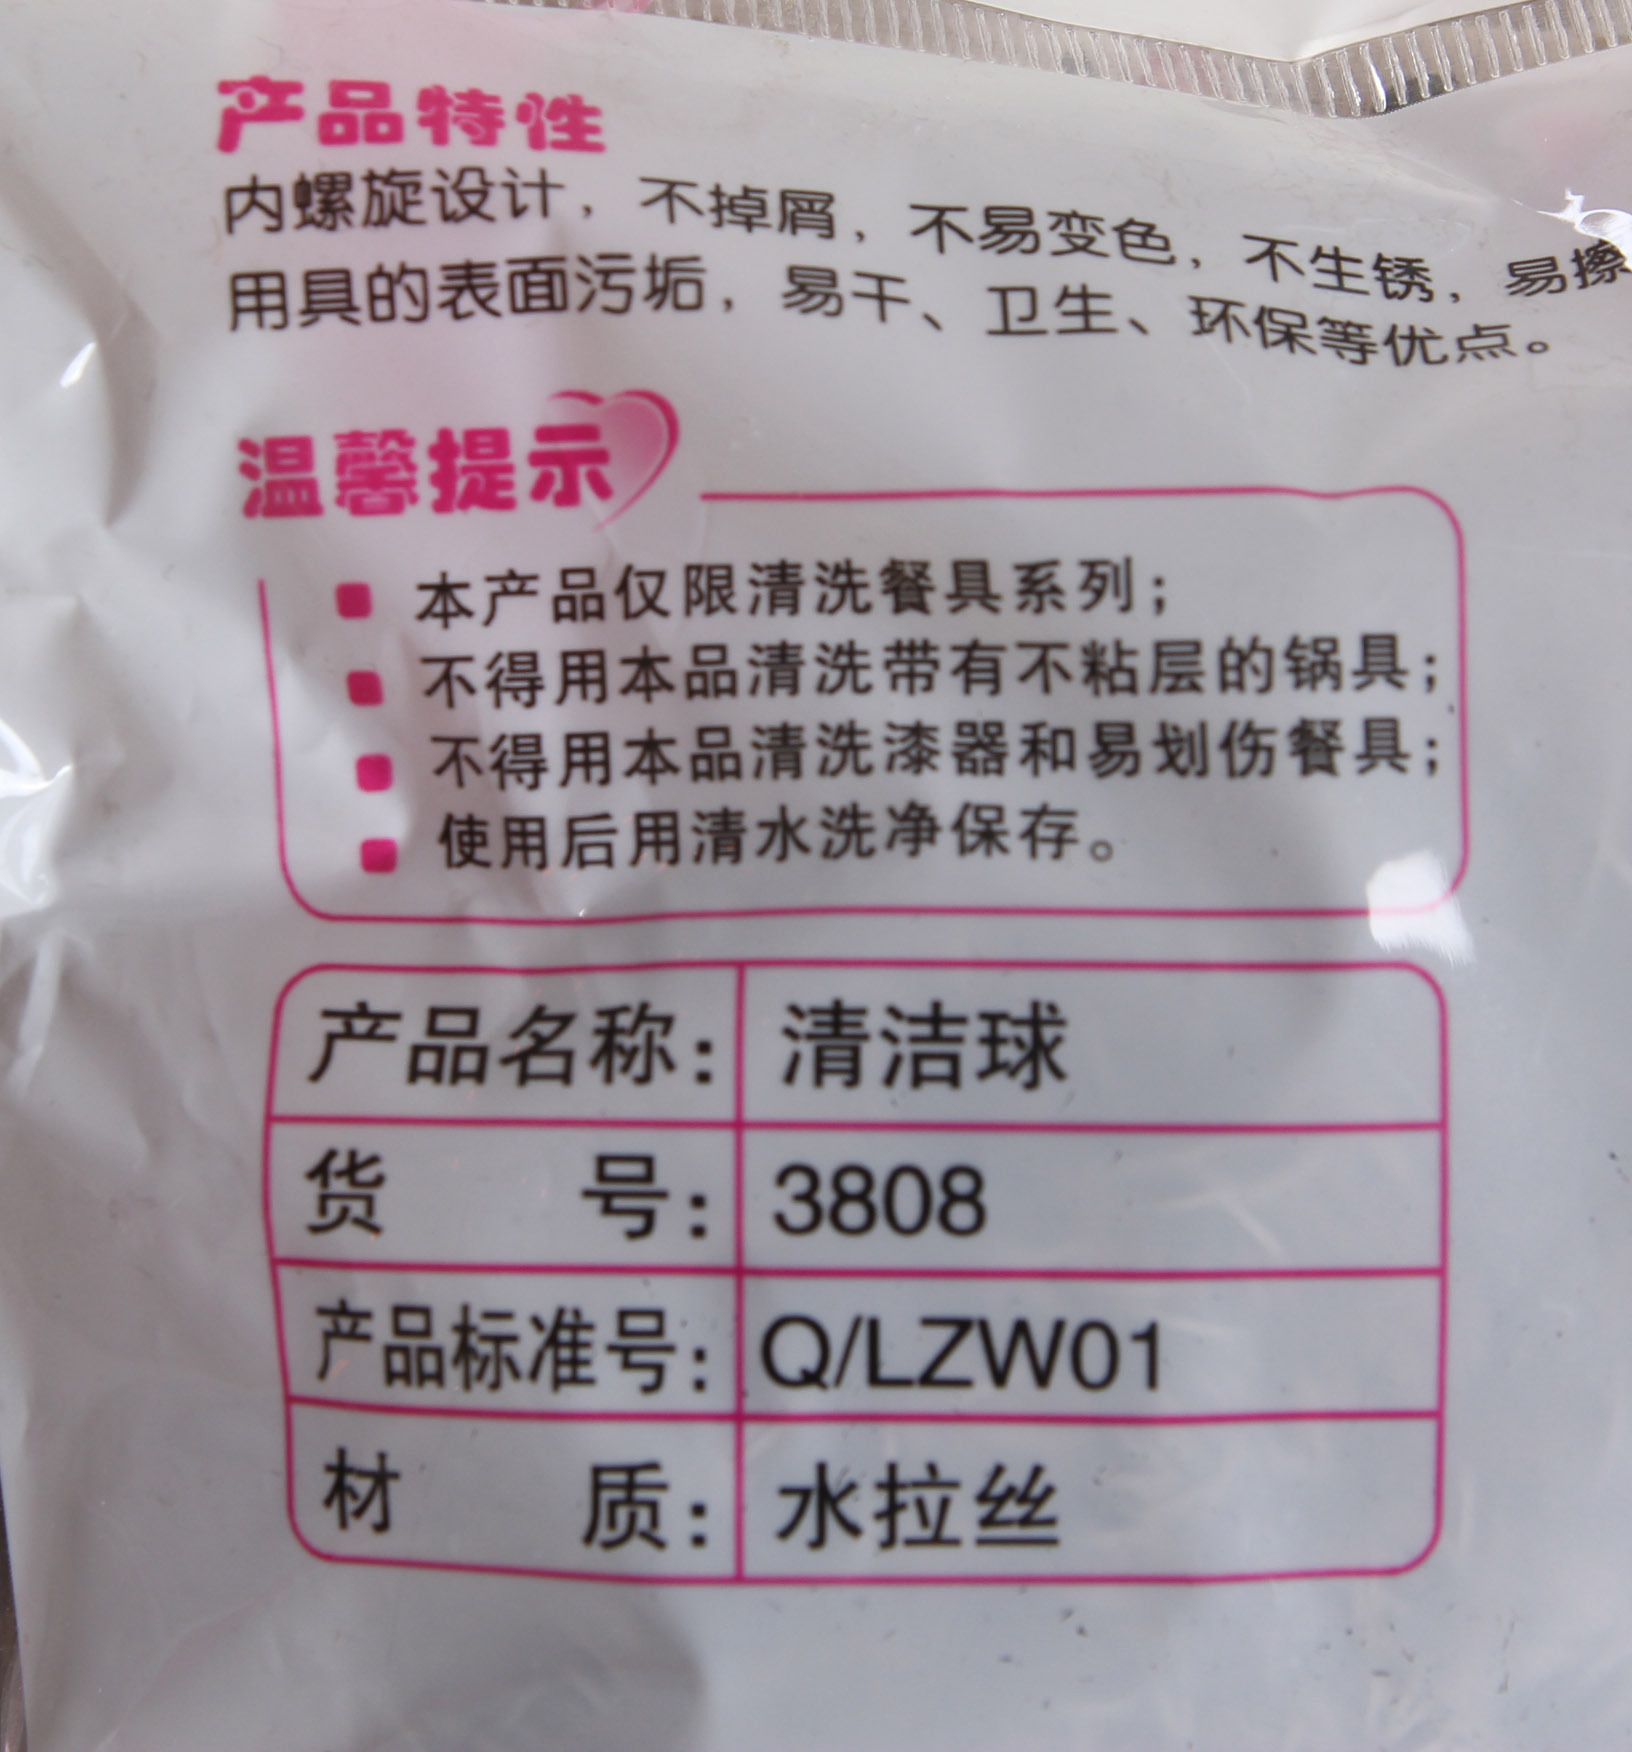 产品特性
内螺旋设计，不掉屑，不易变色，不生锈，易擦
用具的表面污垢，易干、卫生、环保等优点。
温馨提示
本产品仅限清洗餐具系列；
不得用本品清洗带有不粘层的锅具；
不得用本品清洗漆器和易划伤餐具；
使用后用清水洗净保存。
产品名称： 清洁球
货 号： 3808
产品标准号： Q/LZW01
材 质： 水拉丝